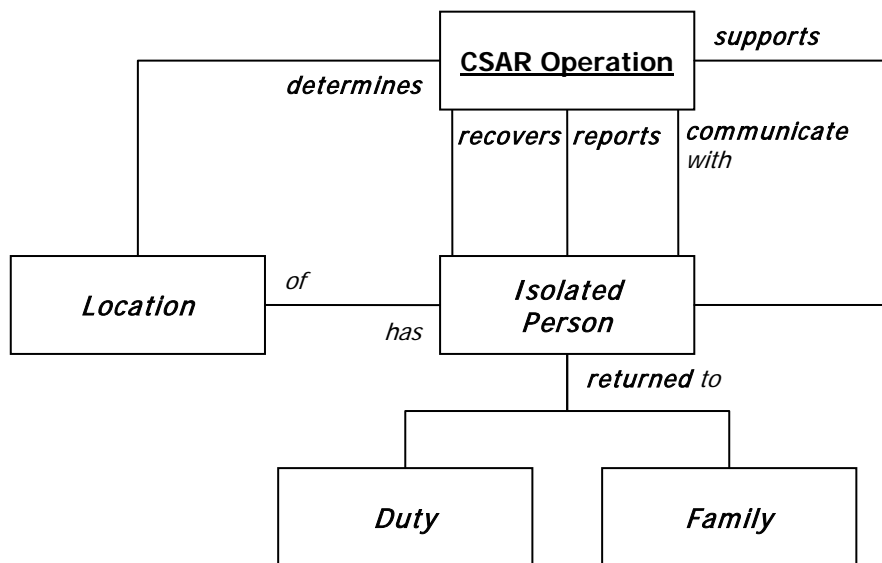 supports
CSAR Operation
determines
recovers
reports
communicate
with
of
Location
Isolated
Person
has
returned to
Duty
Family